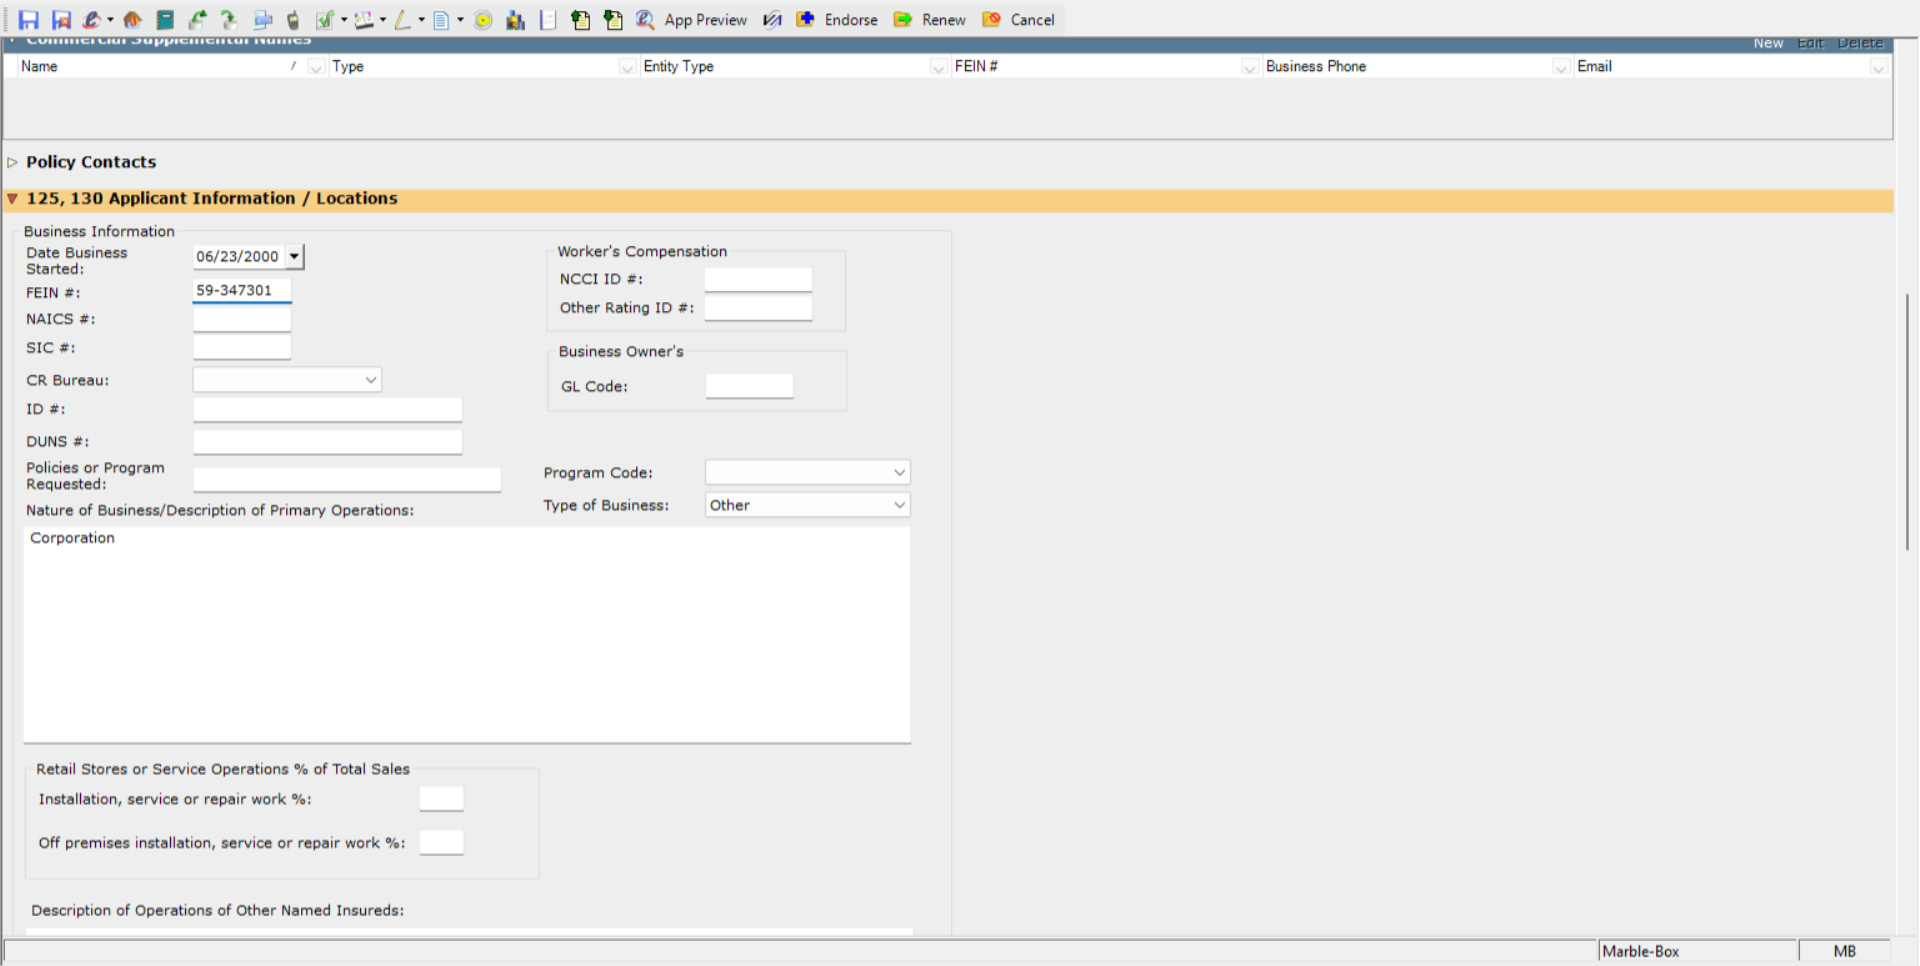 App Preview Endorse Renew Cancel
Commercial Supplemental Names New Edit Delete
Name / Type Entity Type FEIN # Business Phone Email
Policy Contacts
125, 130 Applicant Information / Locations
Business Information
Date Business Started: 06/23/2000
FEIN #: 59-347301
NAICS #:
SIC #:
CR Bureau:
ID #:
DUNS #:
Policies or Program Requested:
Worker's Compensation
NCCI ID #:
Other Rating ID #:
Business Owner's
GL Code:
Program Code:
Type of Business: Other
Nature of Business/Description of Primary Operations:
Corporation
Retail Stores or Service Operations % of Total Sales
Installation, service or repair work %:
Off premises installation, service or repair work %:
Description of Operations of Other Named Insureds:
Marble-Box MB